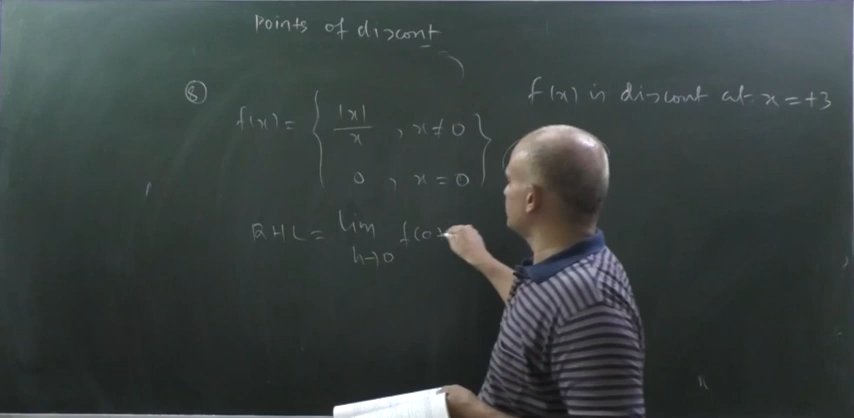 Points of discont
f(x) is discont at x = +3
⑧
f(x) = { |x|/x , x ≠ 0
0 , x = 0 }
RHL = lim h→0 f(0+